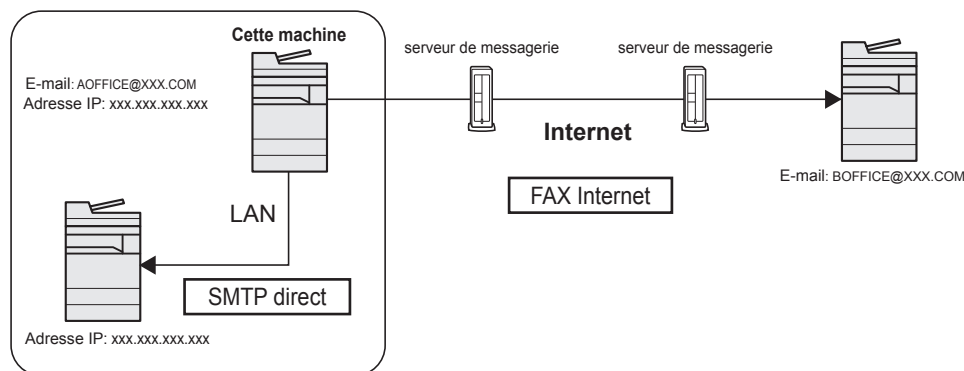 Cette machine
serveur de messagerie
serveur de messagerie
E-mail: AOFFICE@XXX.COM
Adresse IP: xxx.xxx.xxx.xxx
Internet
E-mail: BOFFICE@XXX.COM
FAX Internet
LAN
SMTP direct
Adresse IP: xxx.xxx.xxx.xxx